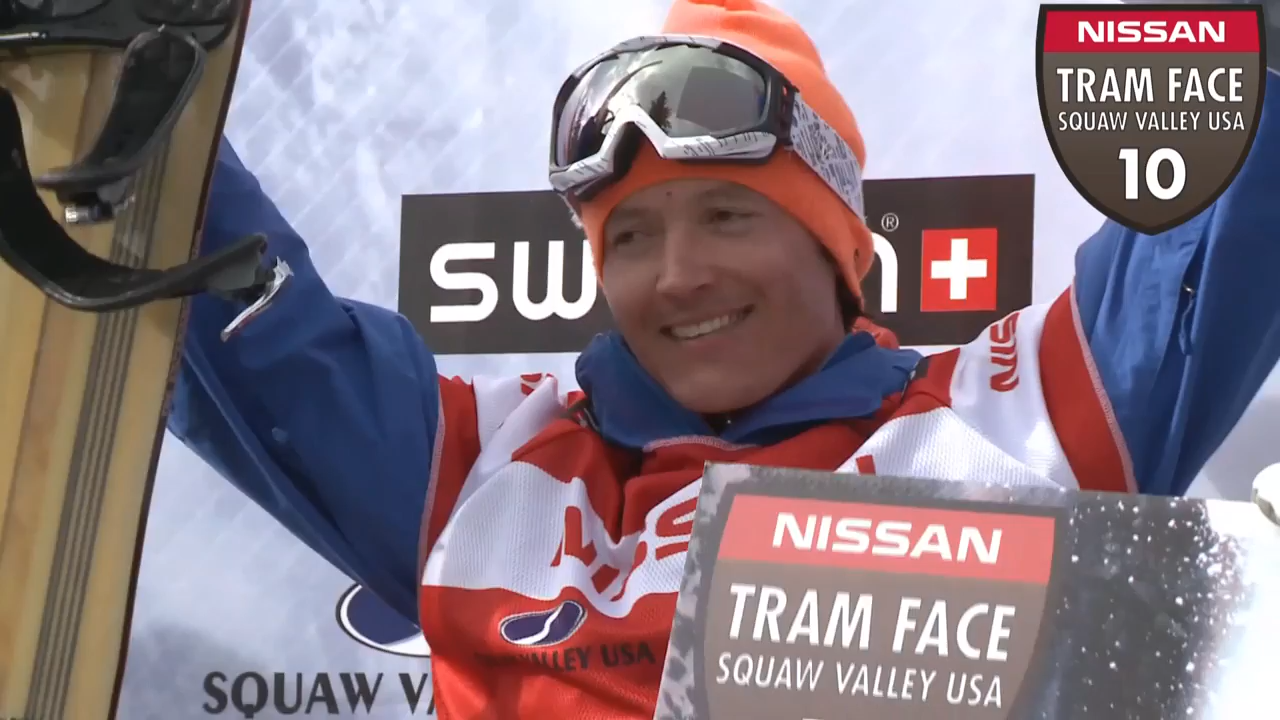 NISSAN
TRAM FACE
SQUAW VALLEY USA
10
SW
N®
NISSAN
TRAM FACE
SQUAW VALLEY USA
VALLEY USA
SQUAW VA